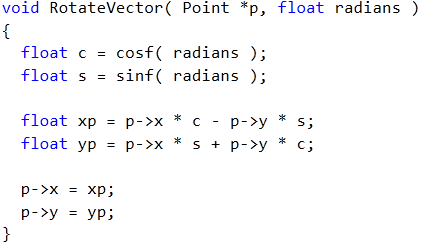 void RotateVector( Point *p, float radians )
{
  float c = cosf( radians );
  float s = sinf( radians );

  float xp = p->x * c - p->y * s;
  float yp = p->x * s + p->y * c;

  p->x = xp;
  p->y = yp;
}